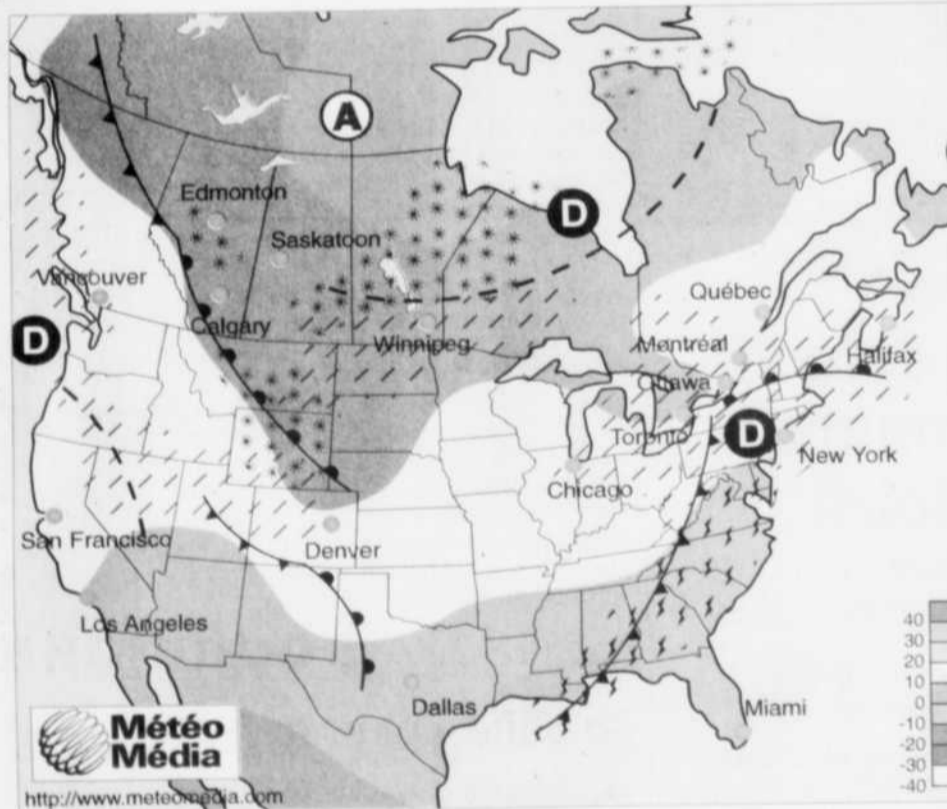 A
Edmonton
D
Saskatoon
Vancouver
Québec
Calgary
D
Winnipeg
Montréal
Halifax
Ottawa
Toronto
D
New York
Chicago
San Francisco
Denver
Los Angeles
Dallas
Miami
40
30
20
10
0
-10
-20
-30
-40
Météo
Média
http://www.meteomedia.com